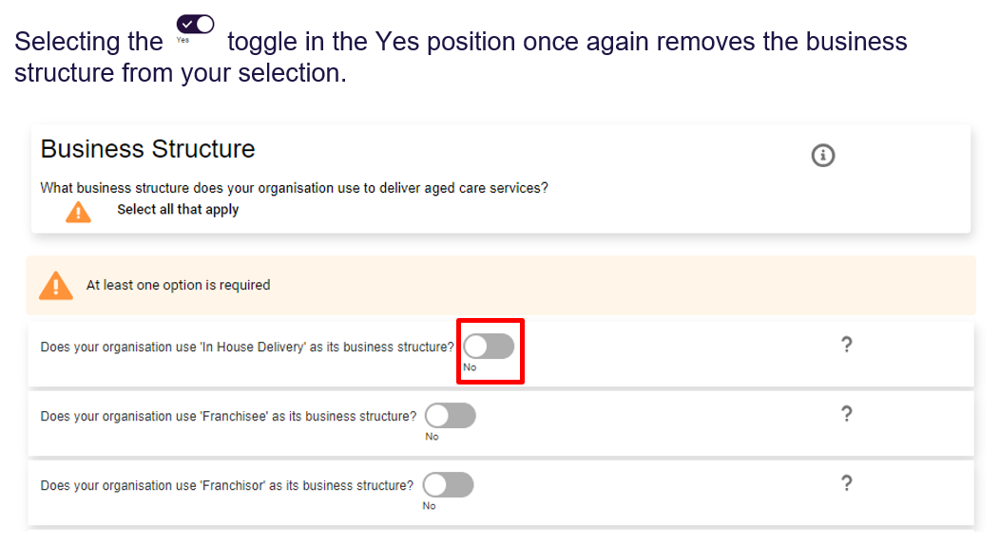 Selecting the Yes toggle in the Yes position once again removes the business
structure from your selection.
Business Structure
What business structure does your organisation use to deliver aged care services?
Select all that apply
At least one option is required
Does your organisation use 'In House Delivery' as its business structure?
No
?
Does your organisation use 'Franchisee' as its business structure?
No
?
Does your organisation use 'Franchisor' as its business structure?
No
?